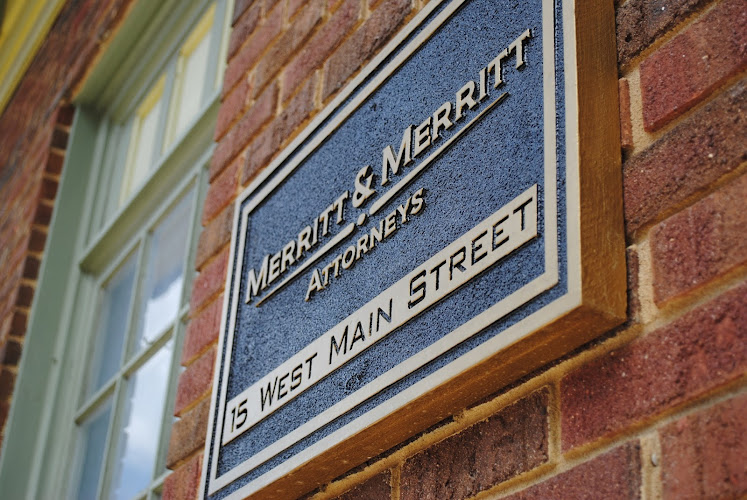 Merritt & Merritt
Attorneys
15 West Main Street